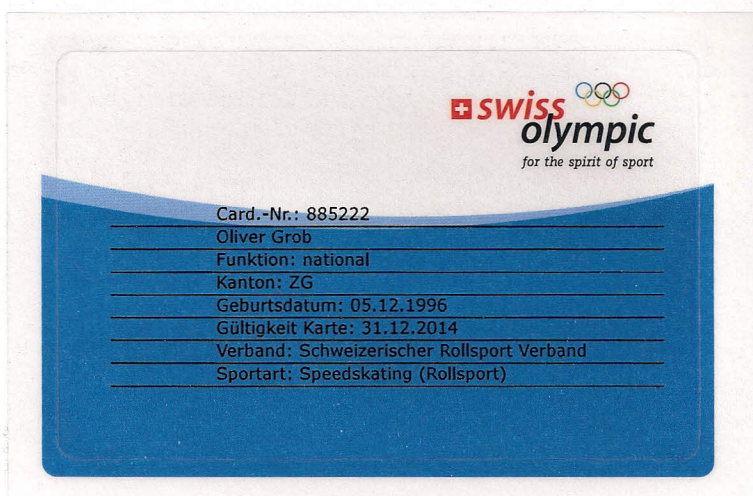 swiss
olympic
for the spirit of sport
Card.-Nr.: 885222
Oliver Grob
Funktion: national
Kanton: ZG
Geburtsdatum: 05.12.1996
Gültigkeit Karte: 31.12.2014
Verband: Schweizerischer Rollsport Verband
Sportart: Speedskating (Rollsport)